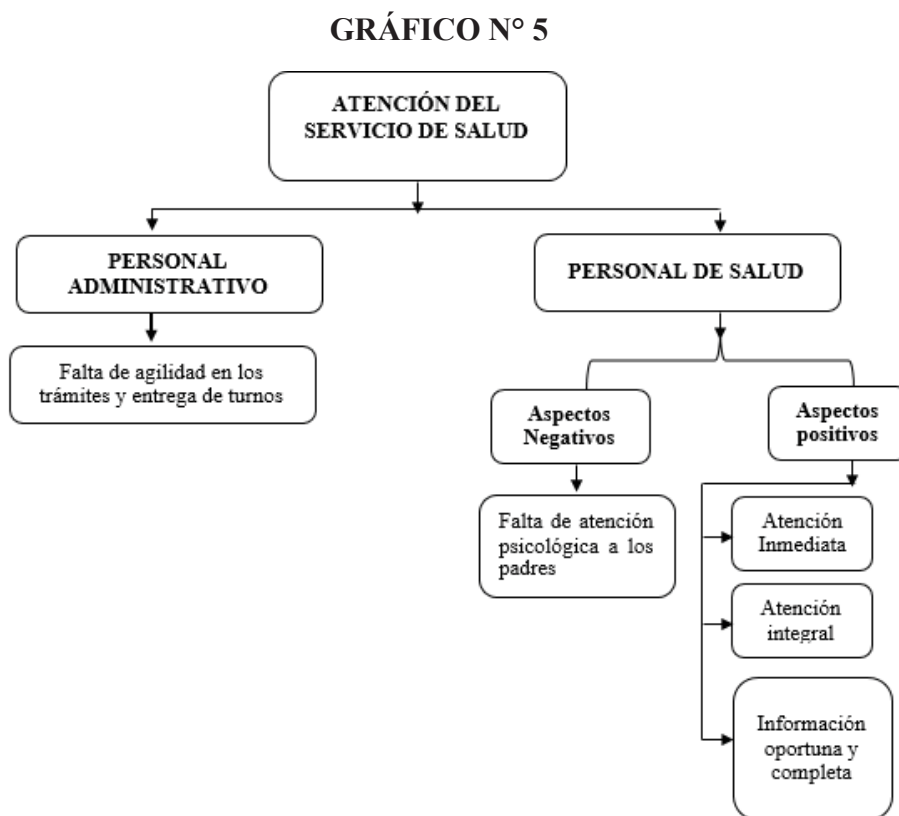 GRÁFICO N° 5
ATENCIÓN DEL
SERVICIO DE SALUD
PERSONAL
ADMINISTRATIVO
PERSONAL DE SALUD
Falta de agilidad en los
trámites y entrega de turnos
Aspectos
Negativos
Aspectos
positivos
Falta de atención
psicológica a los
padres
Atención
Inmediata
Atención
integral
Información
oportuna y
completa